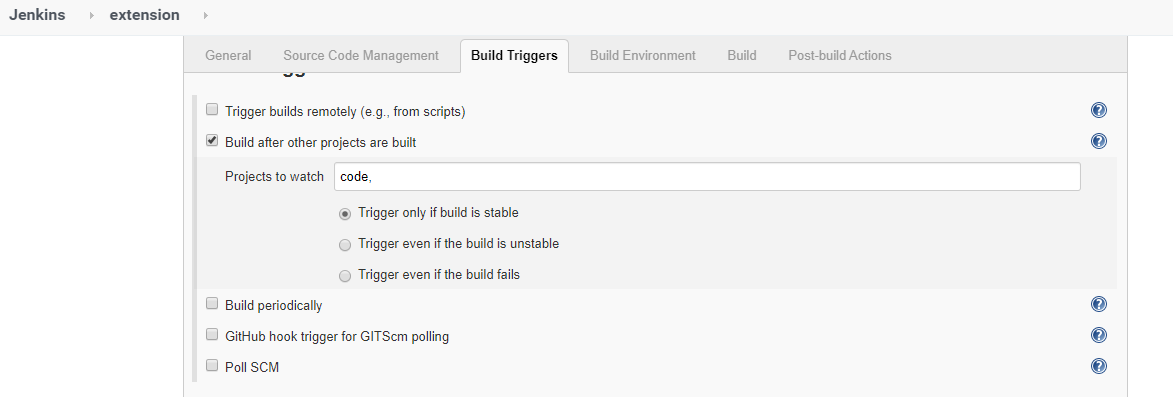 Jenkins extension
General Source Code Management Build Triggers Build Environment Build Post-build Actions
Trigger builds remotely (e.g., from scripts) ?
Build after other projects are built ?
Projects to watch code,
Trigger only if build is stable
Trigger even if the build is unstable
Trigger even if the build fails
Build periodically ?
GitHub hook trigger for GITScm polling ?
Poll SCM ?